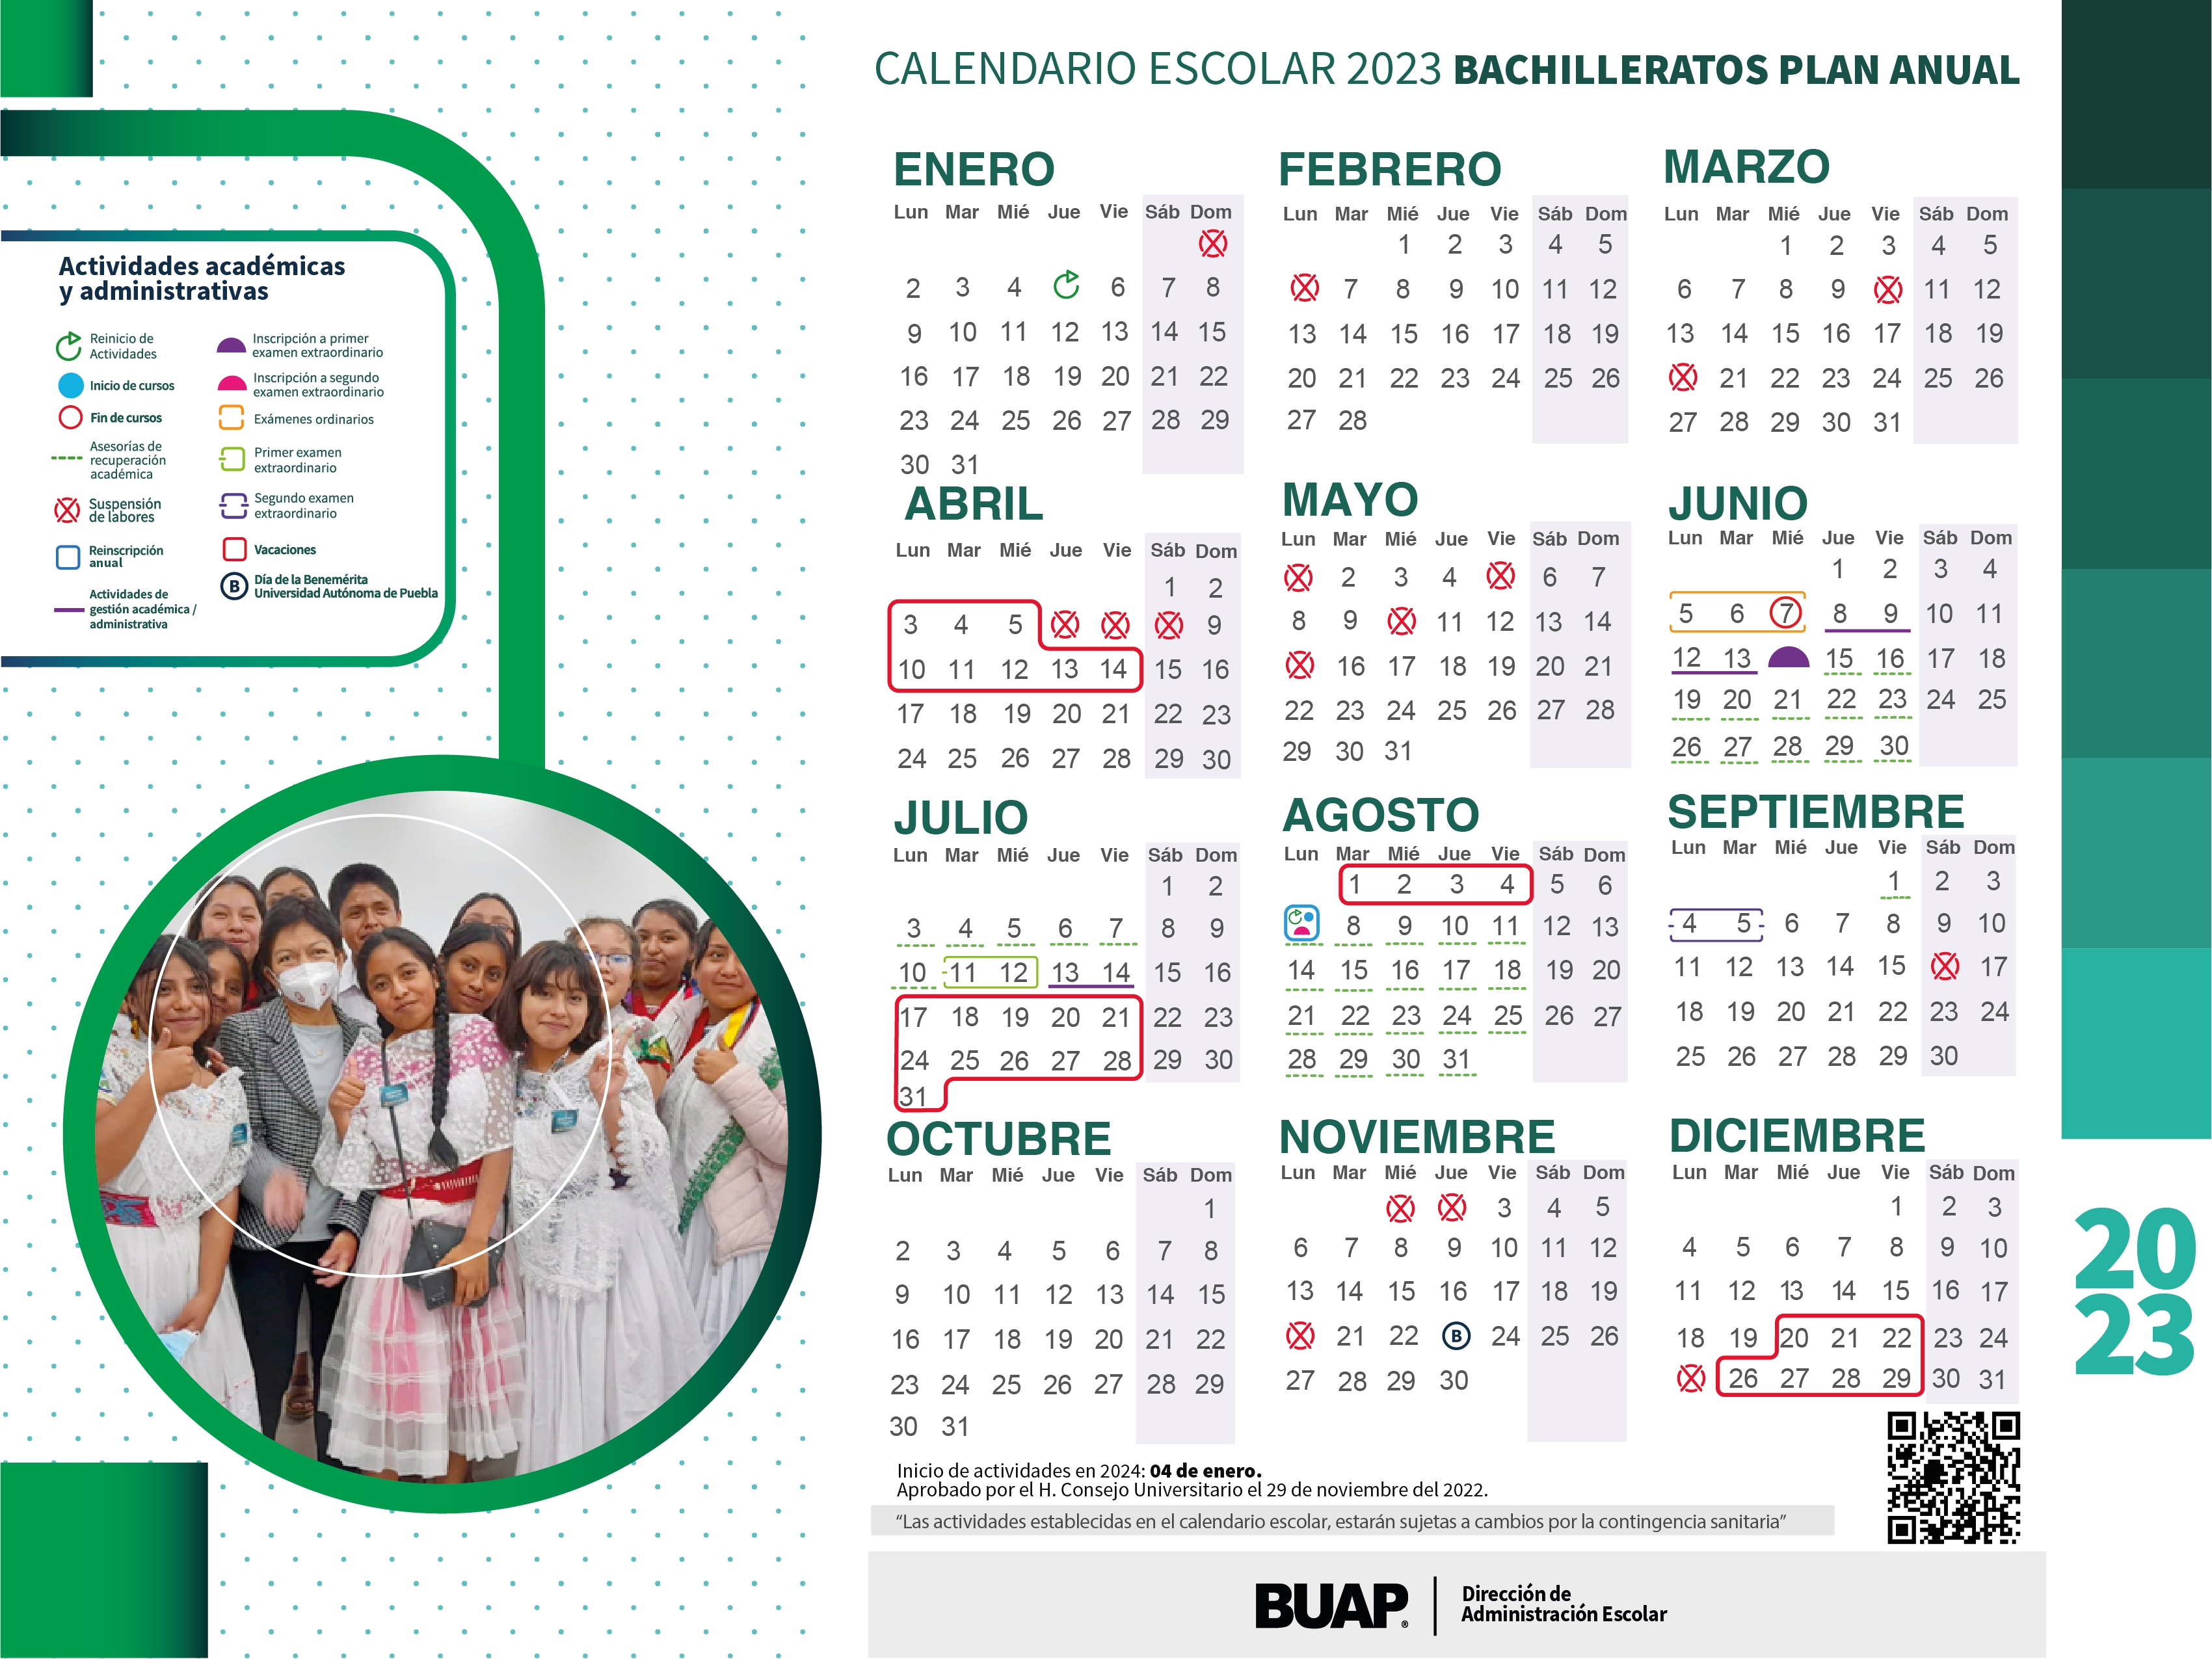 CALENDARIO ESCOLAR 2023 BACHILLERATOS PLAN ANUAL
Actividades académicas
y administrativas
Reinicio de
Actividades
Inicio de cursos
Fin de cursos
Asesorías de
recuperación
académica
Suspensión
de labores
Reinscripción
anual
Actividades de
gestión académica /
administrativa
Inscripción a primer
examen extraordinario
Inscripción a segundo
examen extraordinario
Exámenes ordinarios
Primer examen
extraordinario
Segundo examen
extraordinario
Vacaciones
B Día de la Benemérita
Universidad Autónoma de Puebla
ENERO
Lun Mar Mié Jue Vie Sáb Dom
2 3 4 6 7 8
9 10 11 12 13 14 15
16 17 18 19 20 21 22
23 24 25 26 27 28 29
30 31
FEBRERO
Lun Mar Mié Jue Vie Sáb Dom
1 2 3 4 5
7 8 9 10 11 12
13 14 15 16 17 18 19
20 21 22 23 24 25 26
27 28
MARZO
Lun Mar Mié Jue Vie Sáb Dom
1 2 3 4 5
6 7 8 9 11 12
13 14 15 16 17 18 19
21 22 23 24 25 26
27 28 29 30 31
ABRIL
Lun Mar Mié Jue Vie Sáb Dom
1 2
3 4 5 9
10 11 12 13 14 15 16
17 18 19 20 21 22 23
24 25 26 27 28 29 30
MAYO
Lun Mar Mié Jue Vie Sáb Dom
2 3 4 6 7
8 9 11 12 13 14
16 17 18 19 20 21
22 23 24 25 26 27 28
29 30 31
JUNIO
Lun Mar Mié Jue Vie Sáb Dom
1 2 3 4
5 6 7 8 9 10 11
12 13 15 16 17 18
19 20 21 22 23 24 25
26 27 28 29 30
JULIO
Lun Mar Mié Jue Vie Sáb Dom
1 2
3 4 5 6 7 8 9
10 11 12 13 14 15 16
17 18 19 20 21 22 23
24 25 26 27 28 29 30
31
AGOSTO
Lun Mar Mié Jue Vie Sáb Dom
1 2 3 4 5 6
8 9 10 11 12 13
14 15 16 17 18 19 20
21 22 23 24 25 26 27
28 29 30 31
SEPTIEMBRE
Lun Mar Mié Jue Vie Sáb Dom
1 2 3
4 5 6 7 8 9 10
11 12 13 14 15 17
18 19 20 21 22 23 24
25 26 27 28 29 30
OCTUBRE
Lun Mar Mié Jue Vie Sáb Dom
1
2 3 4 5 6 7 8
9 10 11 12 13 14 15
16 17 18 19 20 21 22
23 24 25 26 27 28 29
30 31
NOVIEMBRE
Lun Mar Mié Jue Vie Sáb Dom
3 4 5
6 7 8 9 10 11 12
13 14 15 16 17 18 19
21 22 B 24 25 26
27 28 29 30
DICIEMBRE
Lun Mar Mié Jue Vie Sáb Dom
1 2 3
4 5 6 7 8 9 10
11 12 13 14 15 16 17
18 19 20 21 22 23 24
26 27 28 29 30 31
20
23
Inicio de actividades en 2024: 04 de enero.
Aprobado por el H. Consejo Universitario el 29 de noviembre del 2022.
“Las actividades establecidas en el calendario escolar, estarán sujetas a cambios por la contingencia sanitaria”
BUAP®
Dirección de
Administración Escolar